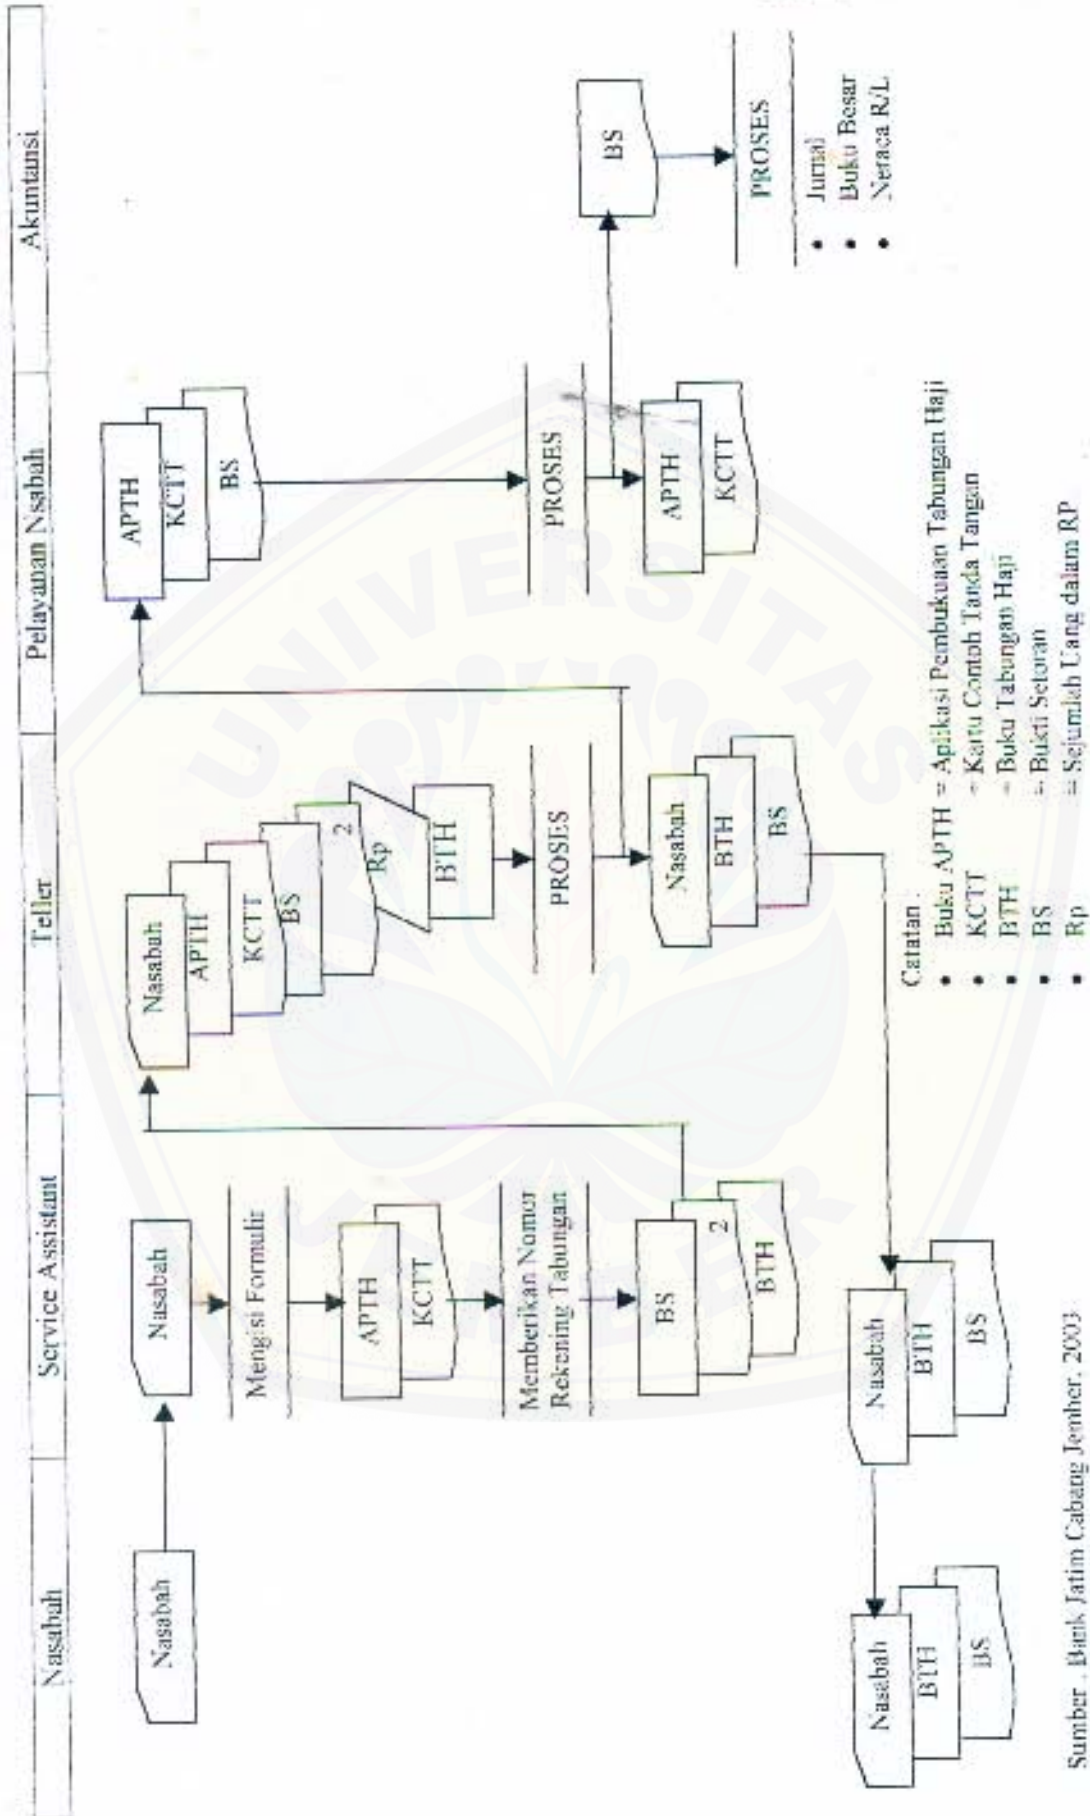 Nasabah
Service Assistant
Teller
Pelayanan Nsabah
Akuntansi
Nasabah
Nasabah
Mengisi Formulir
APTH
KCTT
Memberikan Nomor
Rekening Tabungan
BS
2
BTH
Nasabah
APTH
KCTT
BS
2
Rp
BTH
PROSES
Nasabah
BTH
BS
APTH
KCTT
BS
PROSES
APTH
KCTT
BS
PROSES
• Jurnal
• Buku Besar
• Neraca R/L
Nasabah
BTH
BS
Nasabah
BTH
BS
Catatan :
• Buku APTH = Aplikasi Pembukuaan Tabungan Haji
• KCTT = Kartu Contoh Tanda Tangan
• BTH = Buku Tabungan Haji
• BS = Bukti Setoran
• Rp = Sejumlah Uang dalam RP
Sumber : Bank Jatim Cabang Jember, 2003
UNIVERSITAS
JEMBER